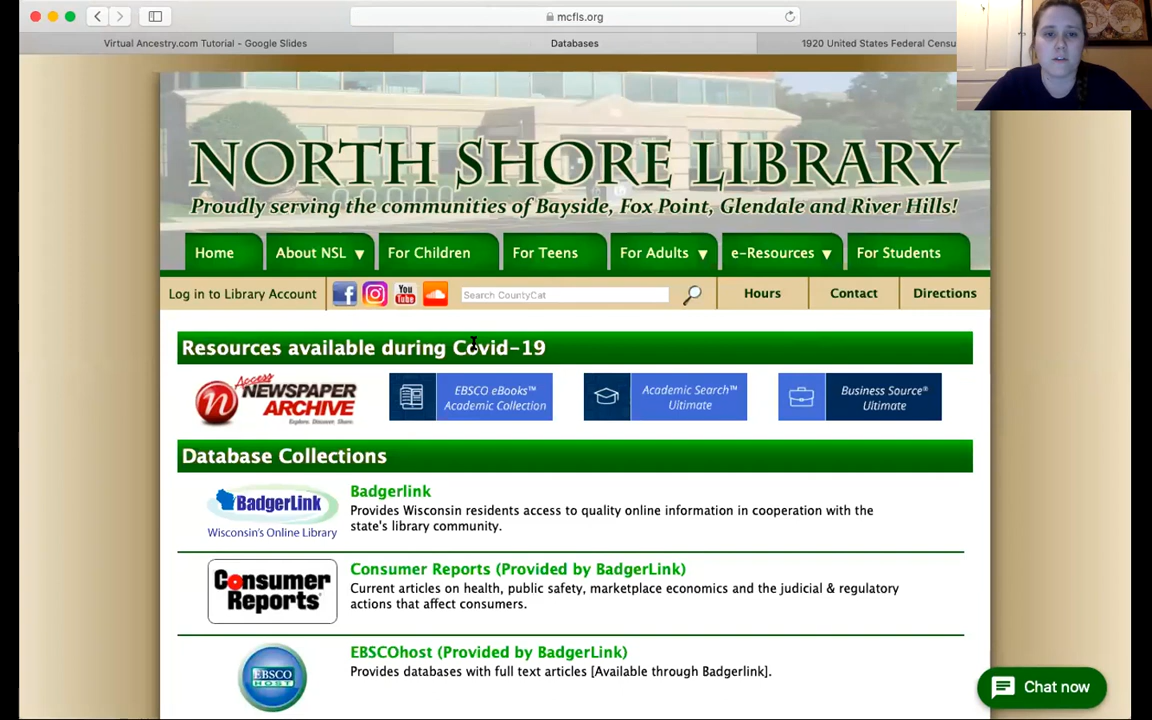 mcfls.org
Virtual Ancestry.com Tutorial - Google Slides
Databases
1920 United States Federal Censu
NORTH SHORE LIBRARY
Proudly serving the communities of Bayside, Fox Point, Glendale and River Hills!
Home
About NSL ▼
For Children
For Teens
For Adults ▼
e-Resources ▼
For Students
Log in to Library Account
You
Tube
Search CountyCat
Hours
Contact
Directions
Resources available during Covid-19
Access
NEWSPAPER
ARCHIVE
Explore. Discover. Share.
EBSCO eBooks™
Academic Collection
Academic Search™
Ultimate
Business Source®
Ultimate
Database Collections
BadgerLink
Wisconsin's Online Library
Badgerlink
Provides Wisconsin residents access to quality online information in cooperation with the
state's library community.
Consumer
Reports
Consumer Reports (Provided by BadgerLink)
Current articles on health, public safety, marketplace economics and the judicial & regulatory
actions that affect consumers.
EBSCO
HOST
EBSCOhost (Provided by BadgerLink)
Provides databases with full text articles [Available through Badgerlink].
Chat now